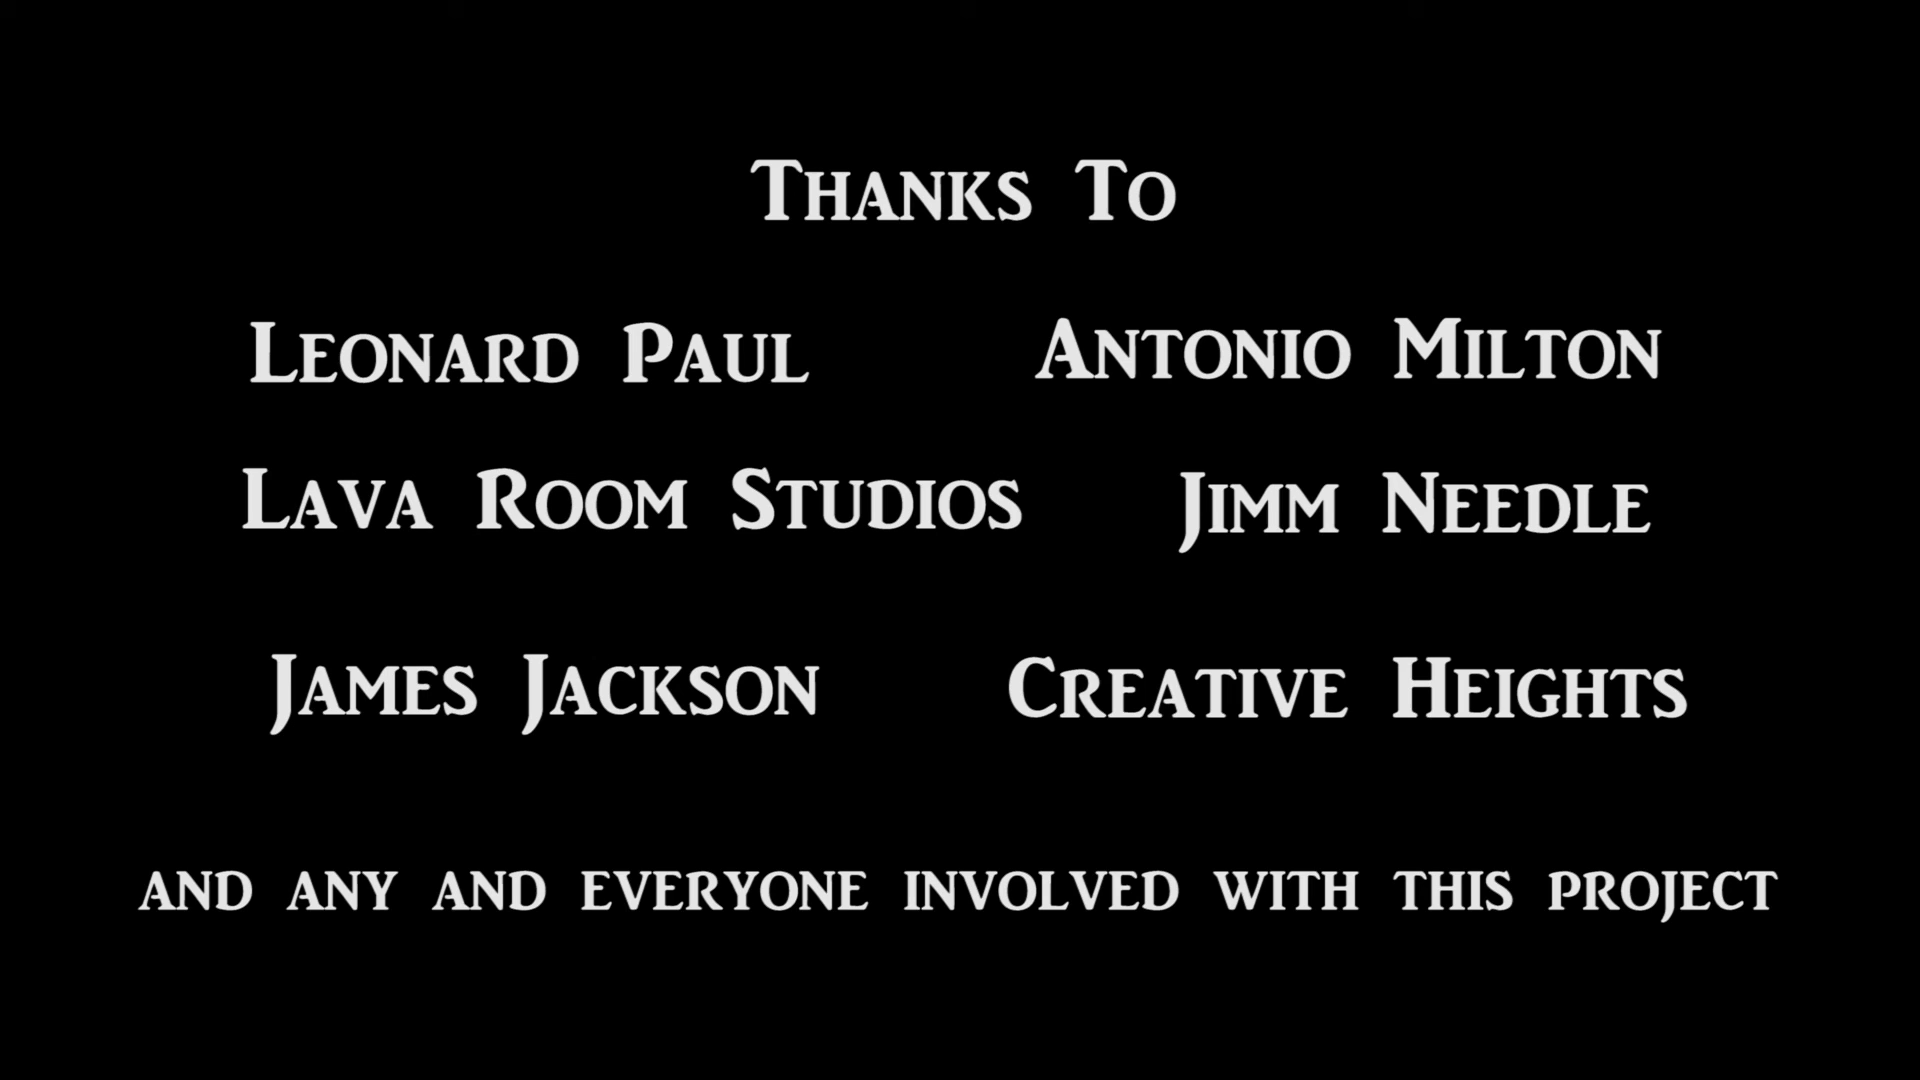 Thanks To
Leonard Paul
Antonio Milton
Lava Room Studios
Jimm Needle
James Jackson
Creative Heights
and any and everyone involved with this project